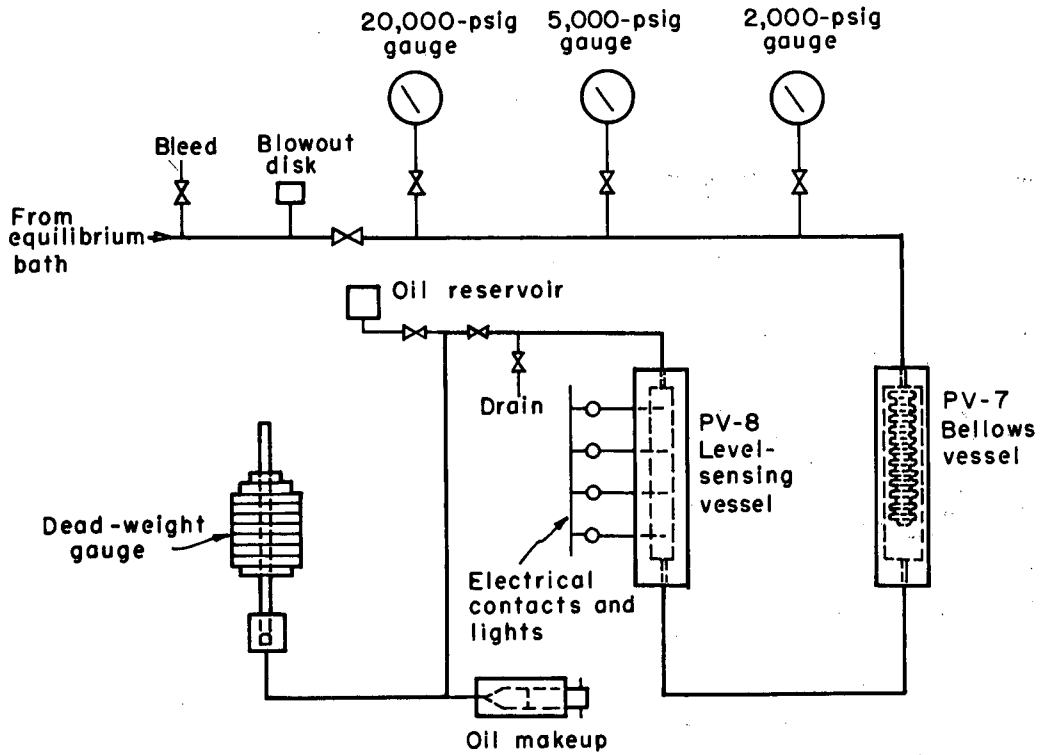 20,000-psig
gauge
5,000-psig
gauge
2,000-psig
gauge
Bleed
Blowout
disk
From
equilibrium
bath
Oil reservoir
Drain
PV-8
Level-
sensing
vessel
PV-7
Bellows
vessel
Dead-weight
gauge
Electrical
contacts and
lights
Oil makeup